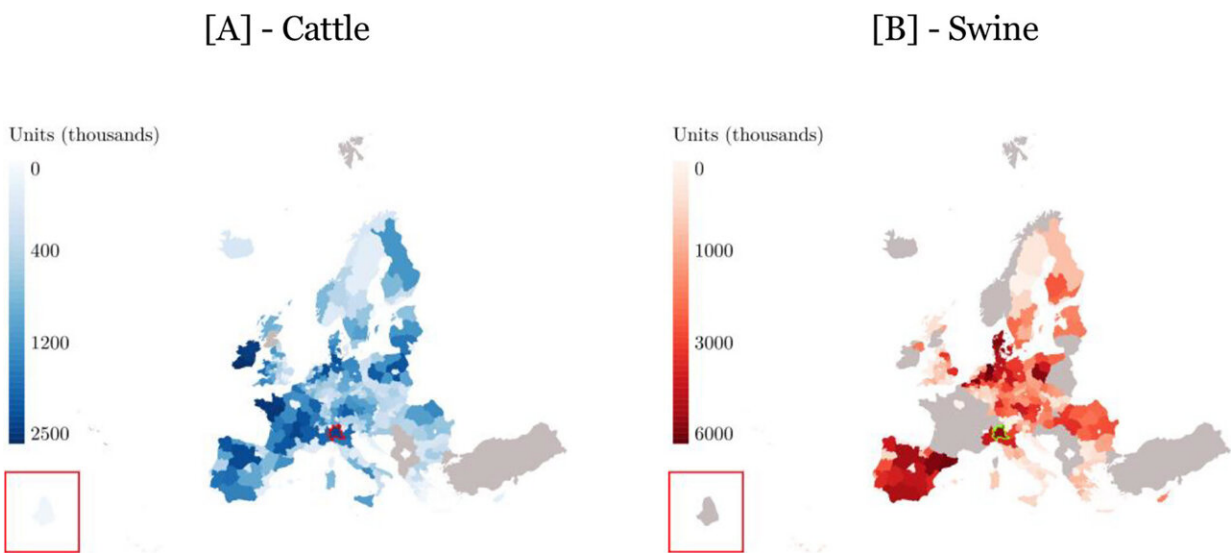 [A] - Cattle
[B] - Swine
Units (thousands)
0
400
1200
2500
Units (thousands)
0
1000
3000
6000